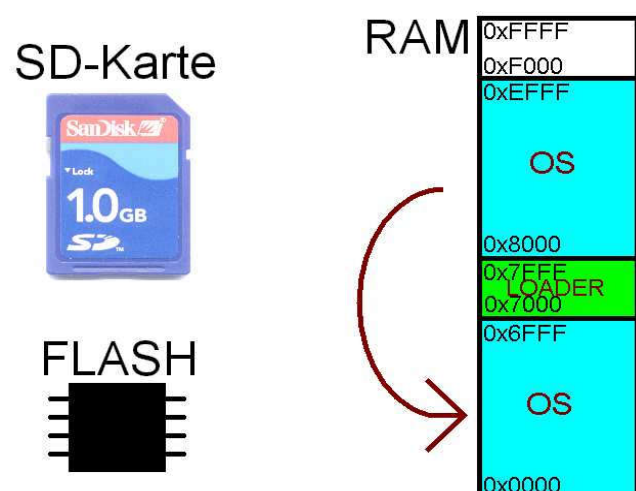 SD-Karte
SanDisk
Lock
1.0GB
SD
TM
FLASH
RAM
0xFFFF
0xF000
0xEFFF
OS
0x8000
0x7FFF
LOADER
0x7000
0x6FFF
OS
0x0000